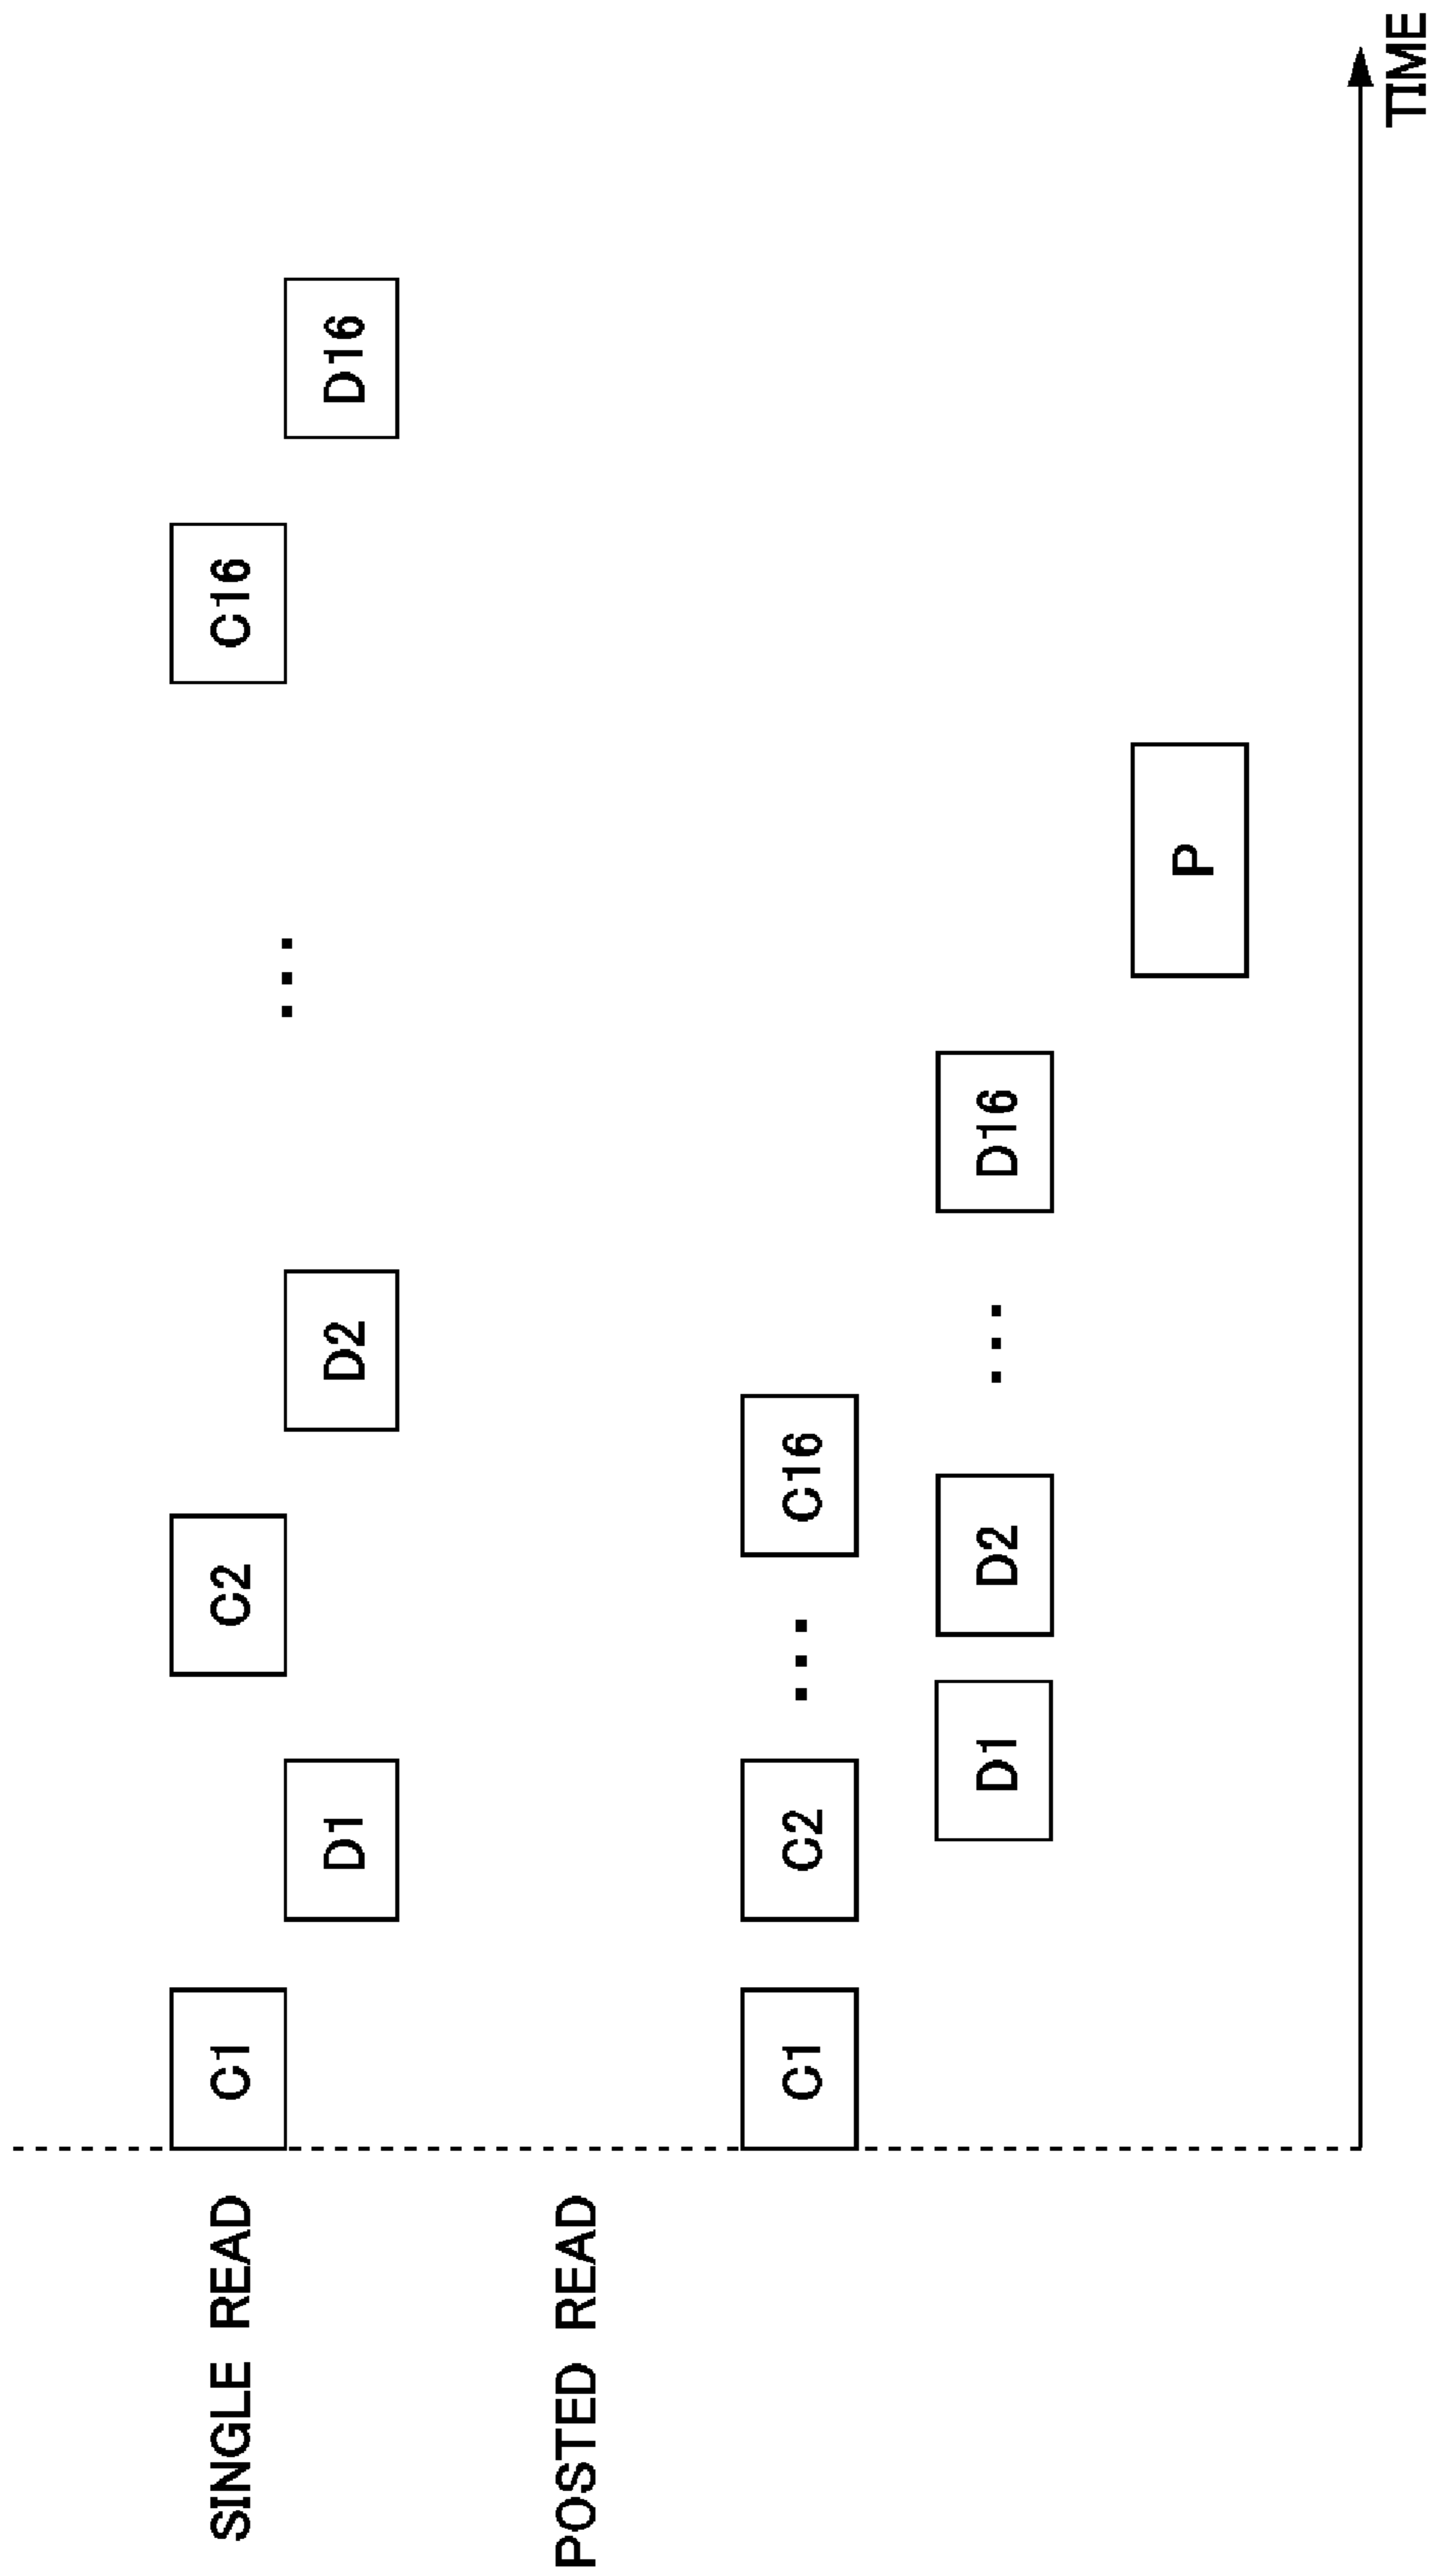 SINGLE READ
C1
C2
C16
D1
D2
...
D16
POSTED READ
C1
C2
...
C16
D1
D2
...
D16
P
TIME